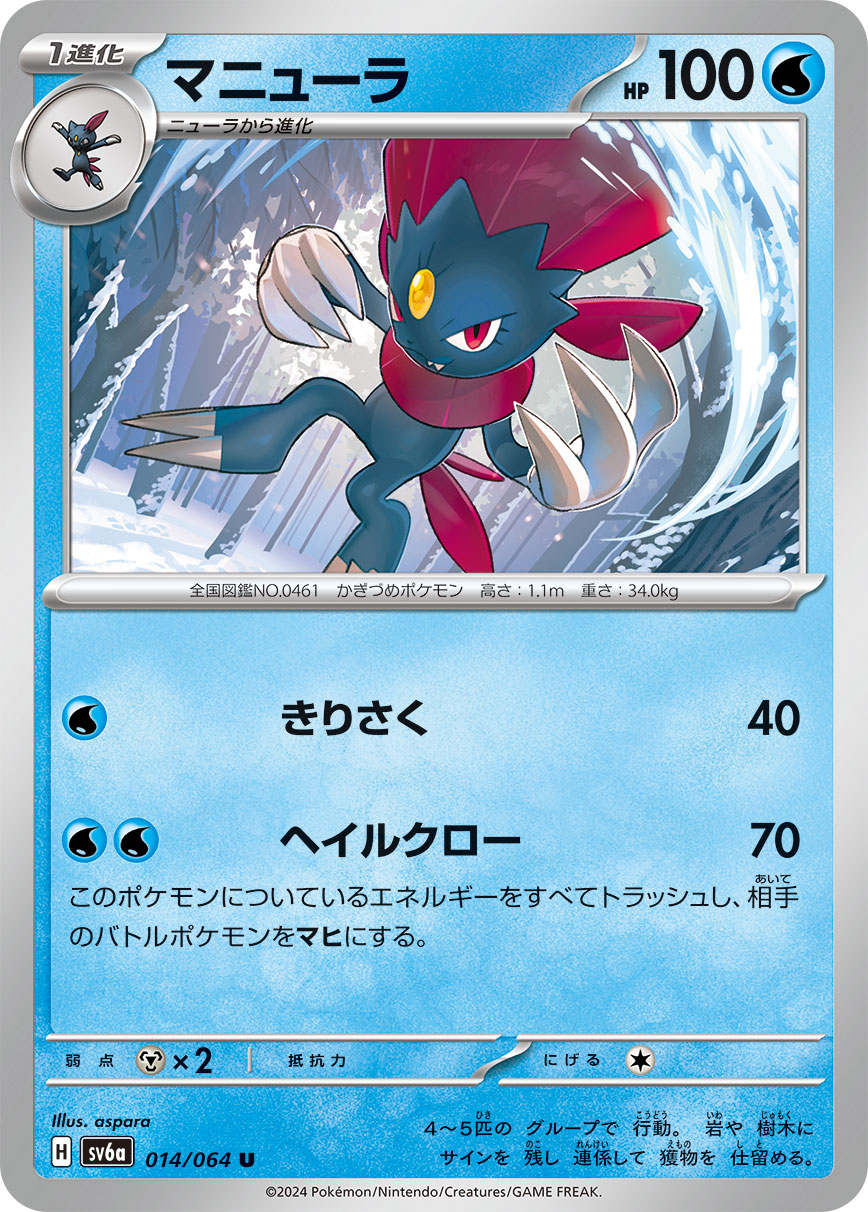 1進化
マニューラ
HP 100
ニューラから進化
全国図鑑NO.0461 かぎづめポケモン 高さ:1.1m 重さ:34.0kg
きりさく 40
ヘイルクロー 70
このポケモンについているエネルギーをすべてトラッシュし、相手
のバトルポケモンをマヒにする。
弱点 ×2 抵抗力 にげる
Illus. aspara
H sv6a 014/064 U
4~5匹の グループで 行動。 岩や 樹木に
サインを 残し 連係して 獲物を 仕留める。
©2024 Pokémon/Nintendo/Creatures/GAME FREAK.